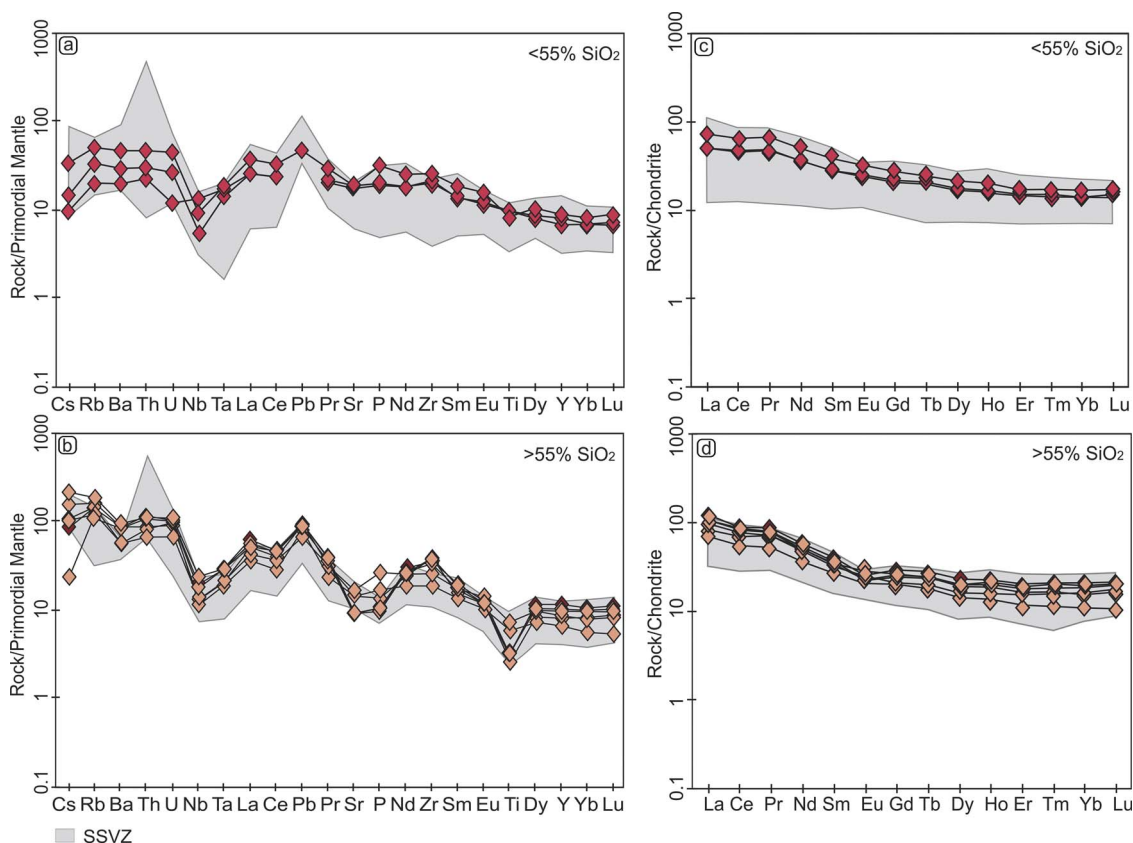 a
<55% SiO2
Rock/Primordial Mantle
1000
100
10
1
0.1
Cs Rb Ba Th U Nb Ta La Ce Pb Pr Sr P Nd Zr Sm Eu Ti Dy Y Yb Lu
c
<55% SiO2
Rock/Chondrite
1000
100
10
1
0.1
La Ce Pr Nd Sm Eu Gd Tb Dy Ho Er Tm Yb Lu
b
>55% SiO2
Rock/Primordial Mantle
1000
100
10
1
0.1
Cs Rb Ba Th U Nb Ta La Ce Pb Pr Sr P Nd Zr Sm Eu Ti Dy Y Yb Lu
d
>55% SiO2
Rock/Chondrite
1000
100
10
1
0.1
La Ce Pr Nd Sm Eu Gd Tb Dy Ho Er Tm Yb Lu
SSVZ